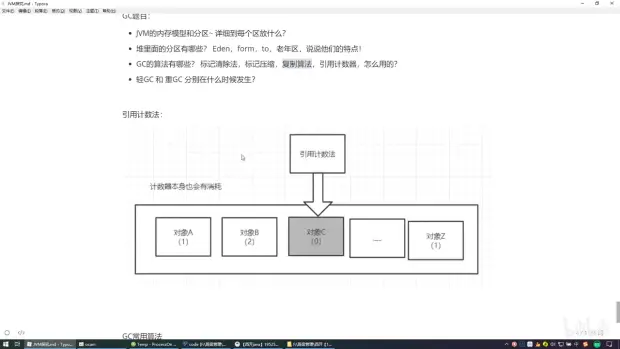 JVM探究.md - Typora
文件(F) 编辑(E) 段落(P) 格式(O) 视图(V) 主题(T) 帮助(H)
GC题目：
JVM的内存模型和分区~ 详细到每个区放什么？
堆里面的分区有哪些？ Eden，form，to，老年区，说说他们的特点！
GC的算法有哪些？ 标记清除法，标记压缩，复制算法，引用计数器，怎么用的？
轻GC 和 重GC 分别在什么时候发生？
引用计数法：
引用计数法
计数器本身也会有消耗
对象A
(1)
对象B
(2)
对象C
(0)
....
对象Z
(1)
GC常用算法
JVM探究.md - Typora